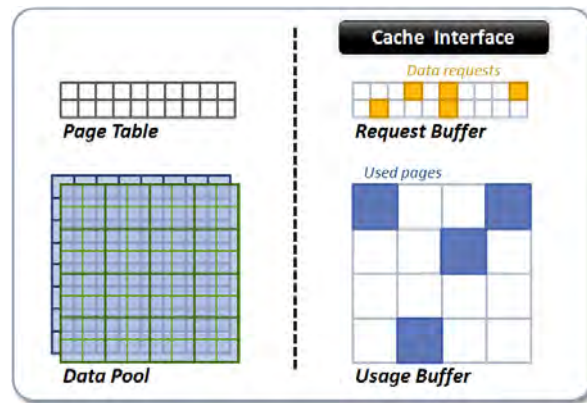 Cache Interface
Data requests
Page Table
Request Buffer
Used pages
Data Pool
Usage Buffer